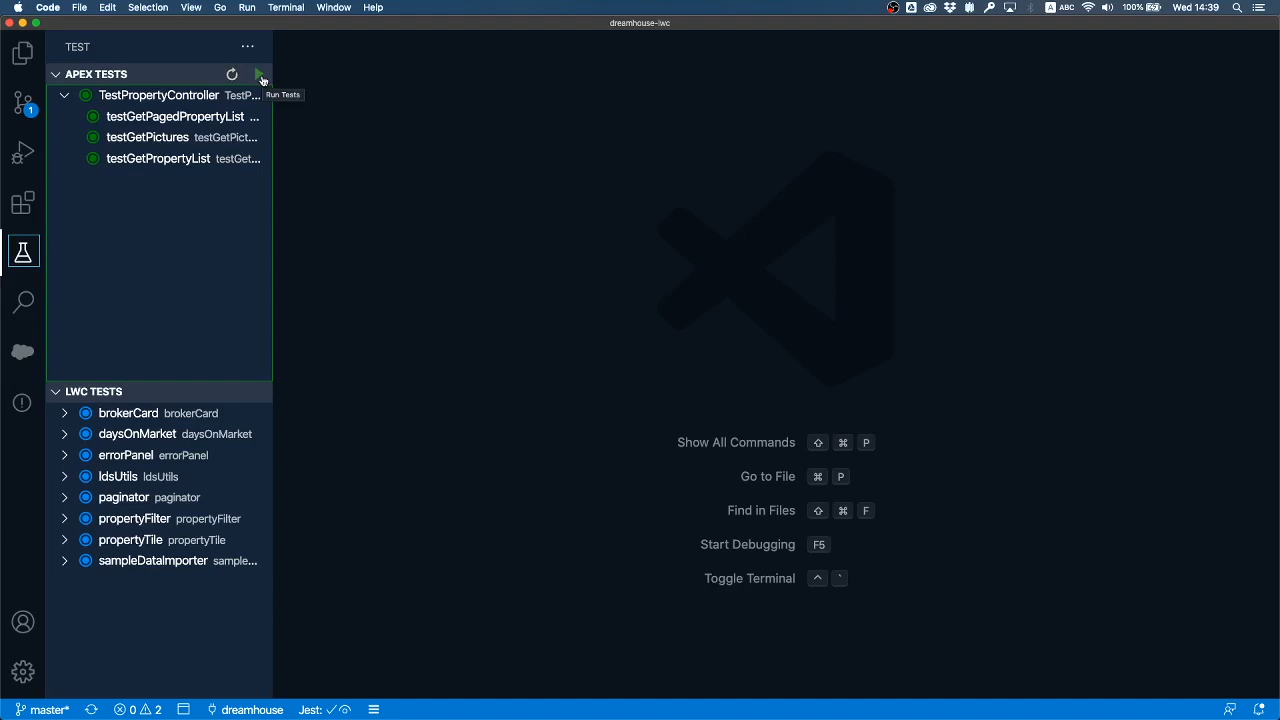 Code File Edit Selection View Go Run Terminal Window Help A ABC 100% Wed 14:39
dreamhouse-lwc
TEST
APEX TESTS
TestPropertyController TestP...
Run Tests
testGetPagedPropertyList ...
testGetPictures testGetPict...
testGetPropertyList testGet...
1
LWC TESTS
brokerCard brokerCard
daysOnMarket daysOnMarket
errorPanel errorPanel
ldsUtils ldsUtils
paginator paginator
propertyFilter propertyFilter
propertyTile propertyTile
sampleDataImporter sample...
Show All Commands ⇧ ⌘ P
Go to File ⌘ P
Find in Files ⇧ ⌘ F
Start Debugging F5
Toggle Terminal ^ `
master* 0 2 dreamhouse Jest: ✓